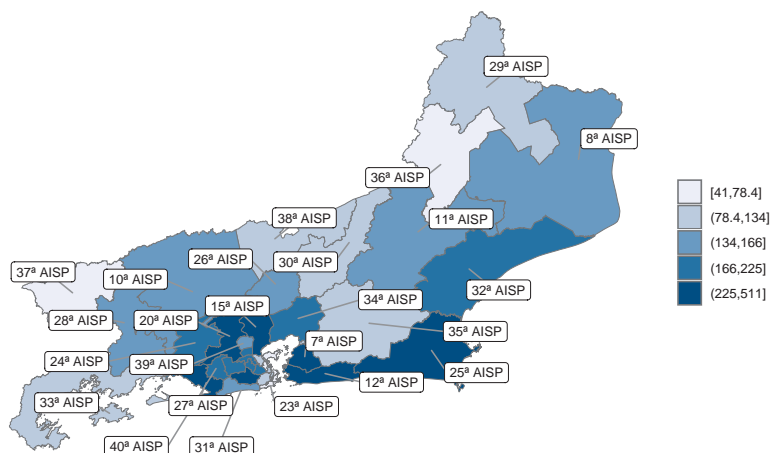 29ª AISP
8ª AISP
36ª AISP
38ª AISP
11ª AISP
26ª AISP
30ª AISP
37ª AISP
10ª AISP
32ª AISP
15ª AISP
34ª AISP
28ª AISP
20ª AISP
35ª AISP
7ª AISP
24ª AISP
39ª AISP
25ª AISP
12ª AISP
33ª AISP
27ª AISP
23ª AISP
40ª AISP
31ª AISP
[41,78.4]
(78.4,134]
(134,166]
(166,225]
(225,511]